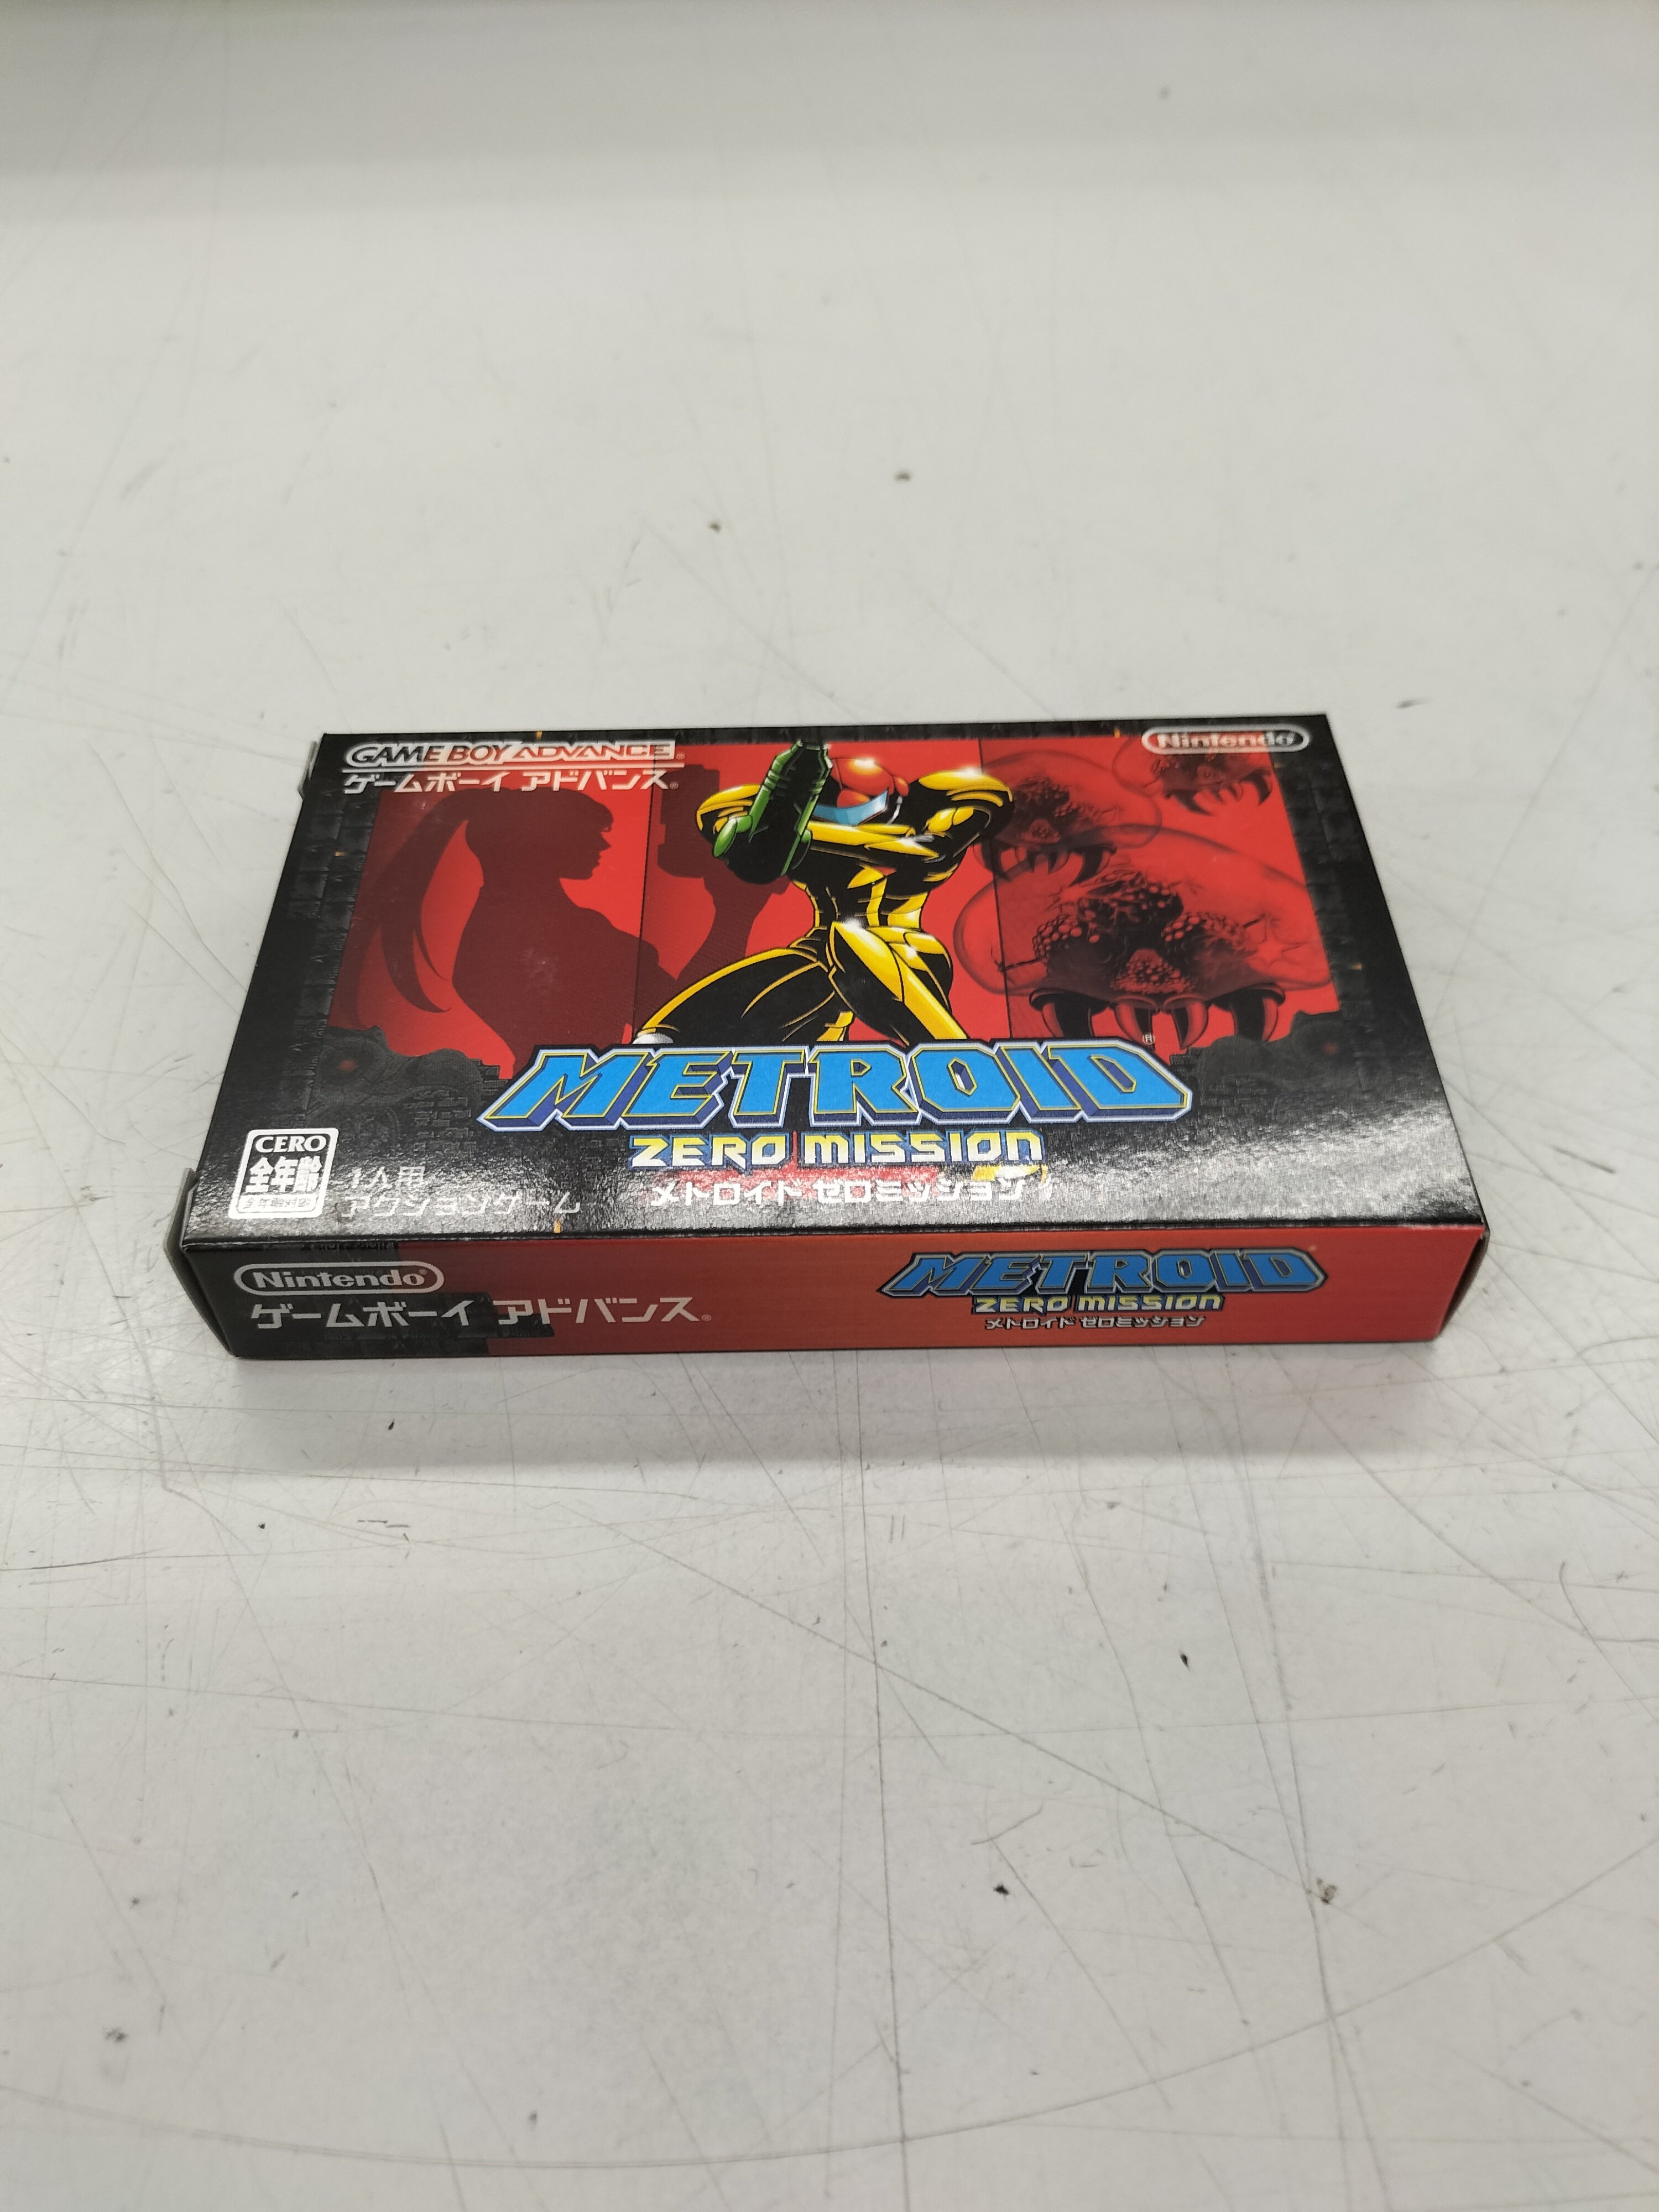 GAME BOY ADVANCE
ゲームボーイ アドバンス®
Nintendo®
METROID®
ZERO MISSION
メトロイド ゼロミッション
CERO
全年齢
1人用
アクションゲーム
Nintendo®
ゲームボーイ アドバンス®
METROID
ZERO MISSION
メトロイド ゼロミッション